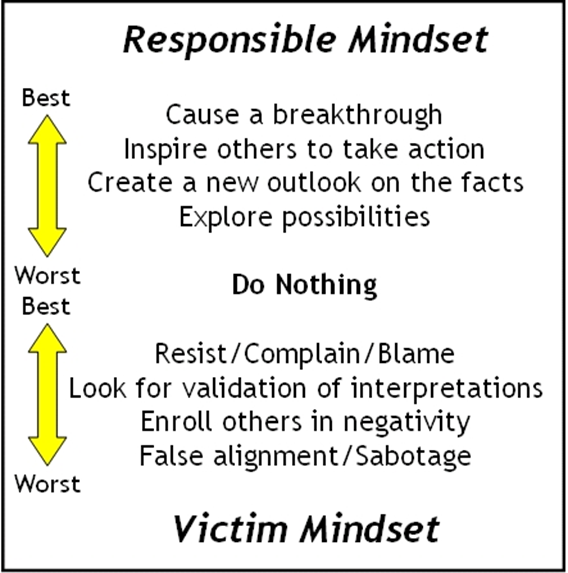 Responsible Mindset
Best
Cause a breakthrough
Inspire others to take action
Create a new outlook on the facts
Explore possibilities
Worst
Do Nothing
Best
Resist/Complain/Blame
Look for validation of interpretations
Enroll others in negativity
False alignment/Sabotage
Worst
Victim Mindset